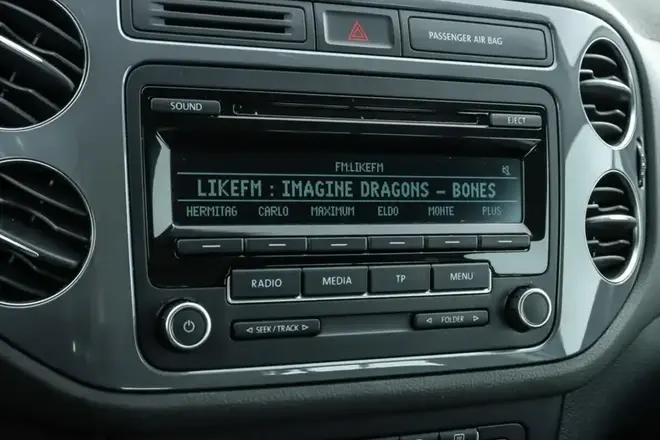 PASSENGER AIR BAG
SOUND
EJECT
FM:LIKEFM
LIKEFM : IMAGINE DRAGONS - BONES
HERMITAG CARLO MAXIMUM ELDO MONTE PLUS
RADIO MEDIA TP MENU
SEEK / TRACK FOLDER